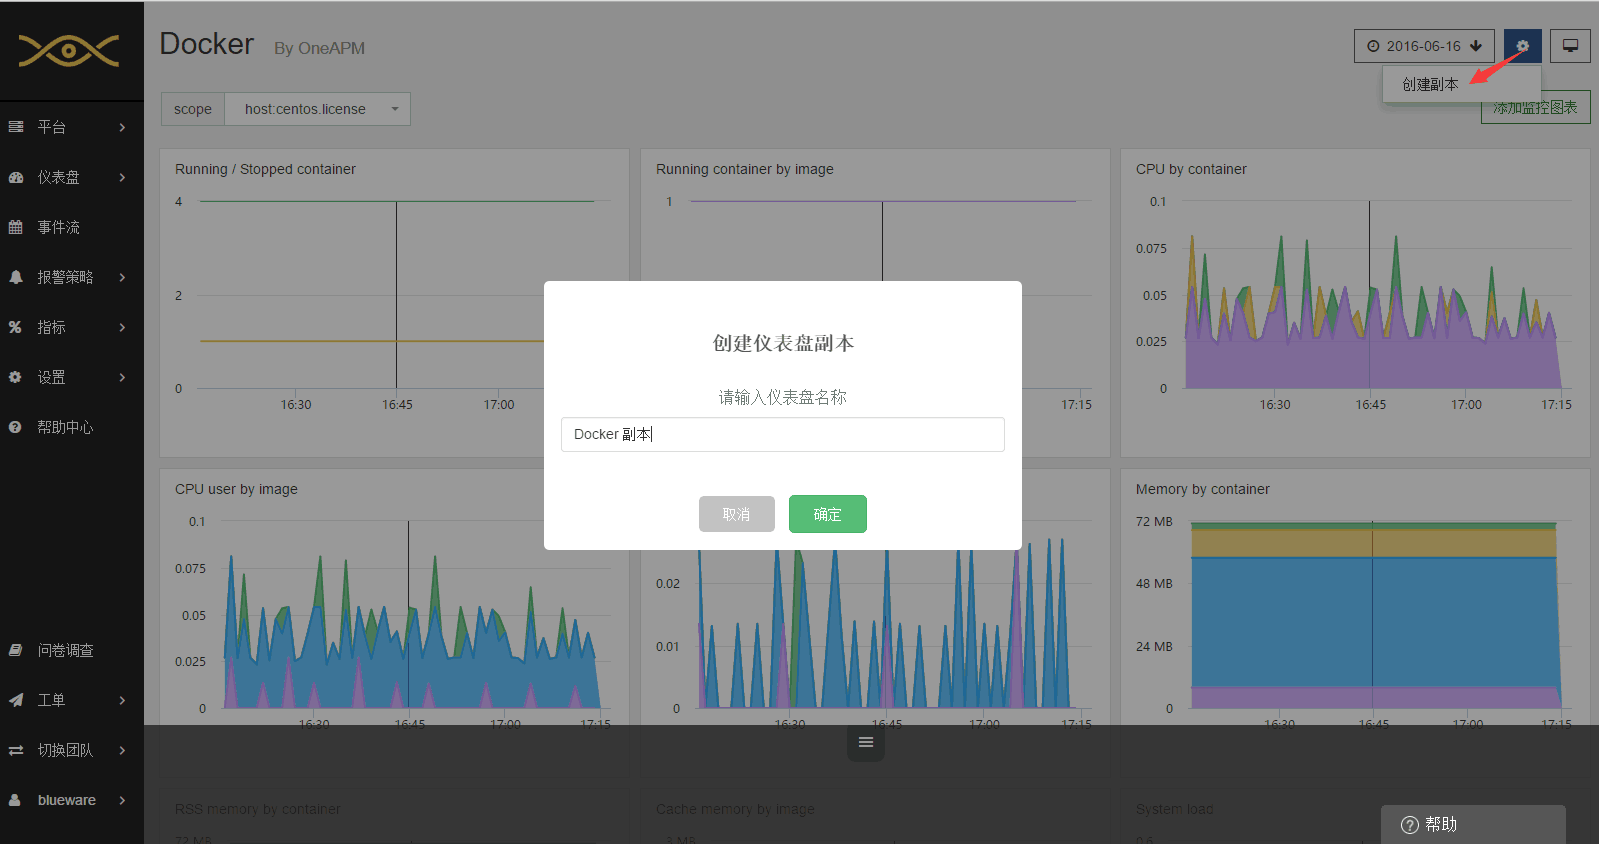 Docker By OneAPM
2016-06-16
创建副本
添加监控图表
scope host:centos.license
平台
仪表盘
事件流
报警策略
指标
设置
帮助中心
问卷调查
工单
切换团队
blueware
Running / Stopped container
4
2
0
16:30 16:45 17:00
Running container by image
1
17:15
CPU by container
0.1
0.075
0.05
0.025
0
16:30 16:45 17:00 17:15
创建仪表盘副本
请输入仪表盘名称
Docker 副本
取消 确定
CPU user by image
0.1
0.075
0.05
0.025
0
16:30 16:45 17:00 17:15
0.02
0.01
0
16:30 16:45 17:00 17:15
Memory by container
72 MB
48 MB
24 MB
0
16:30 16:45 17:00 17:15
RSS memory by container
72 MB
Cache memory by image
3 MB
System load
0.6
帮助